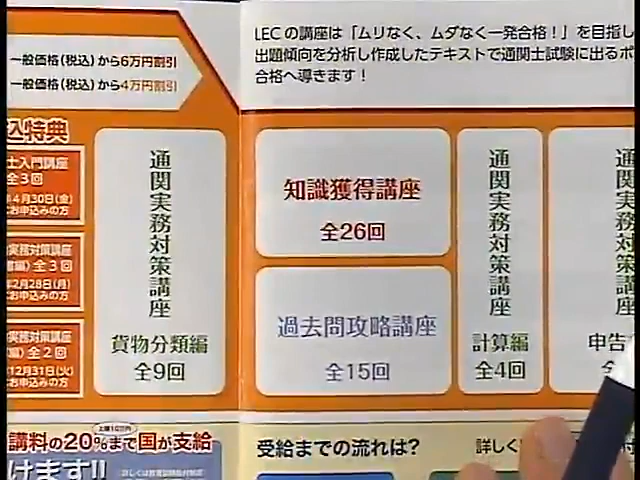 一般価格(税込)から6万円割引
一般価格(税込)から4万円割引
LECの講座は「ムリなく、ムダなく一発合格！」を目指し
出題傾向を分析し作成したテキストで通関士試験に出るポ
合格へ導きます！
込特典
士入門講座
全3回
年4月30日(金)
にお申込みの方
実務対策講座
編) 全3回
年2月28日(月)
にお申込みの方
実務対策講座
編) 全2回
12月31日(火)
にお申込みの方
通関実務対策講座
貨物分類編
全9回
知識獲得講座
全26回
過去問攻略講座
全15回
通関実務対策講座
計算編
全4回
通関実務対策講座
申告
全
講料の20%まで国が支給
けます!!
受給までの流れは?
詳しく